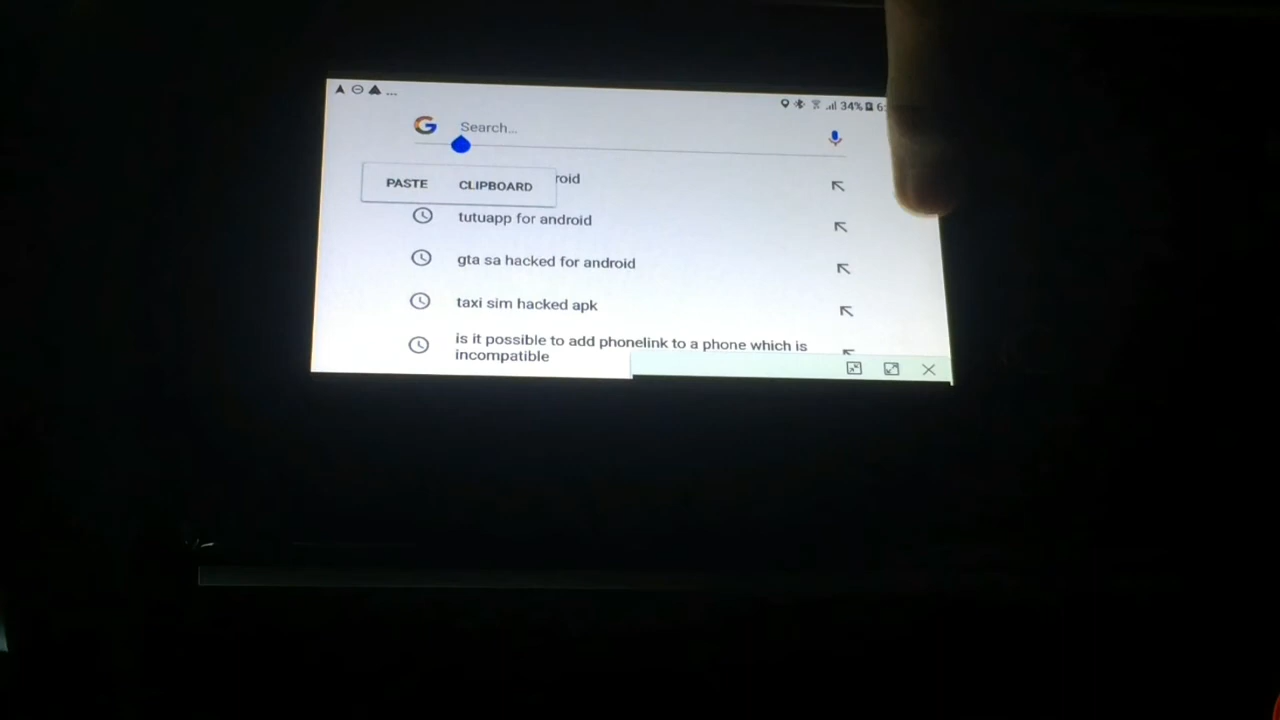 34% 6:
Search...
PASTE CLIPBOARD roid
tutuapp for android
gta sa hacked for android
taxi sim hacked apk
is it possible to add phonelink to a phone which is
incompatible